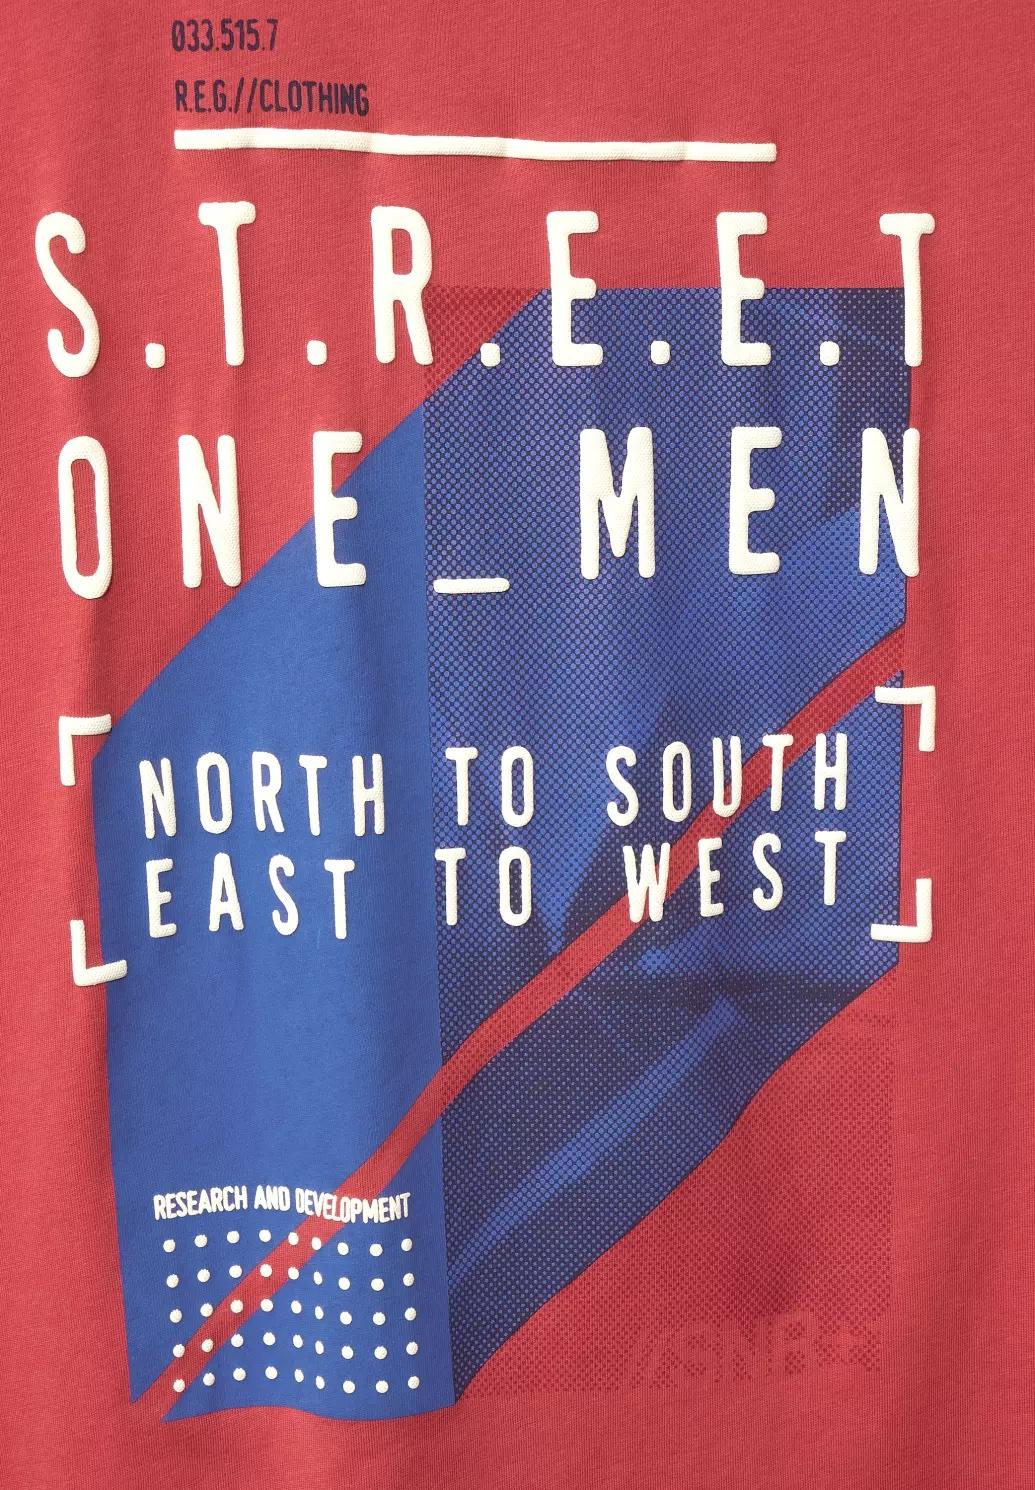 033.515.7
R.E.G.//CLOTHING
S.T.R.E.E.T
ONE_MEN
NORTH TO SOUTH
EAST TO WEST
RESEARCH AND DEVELOPMENT